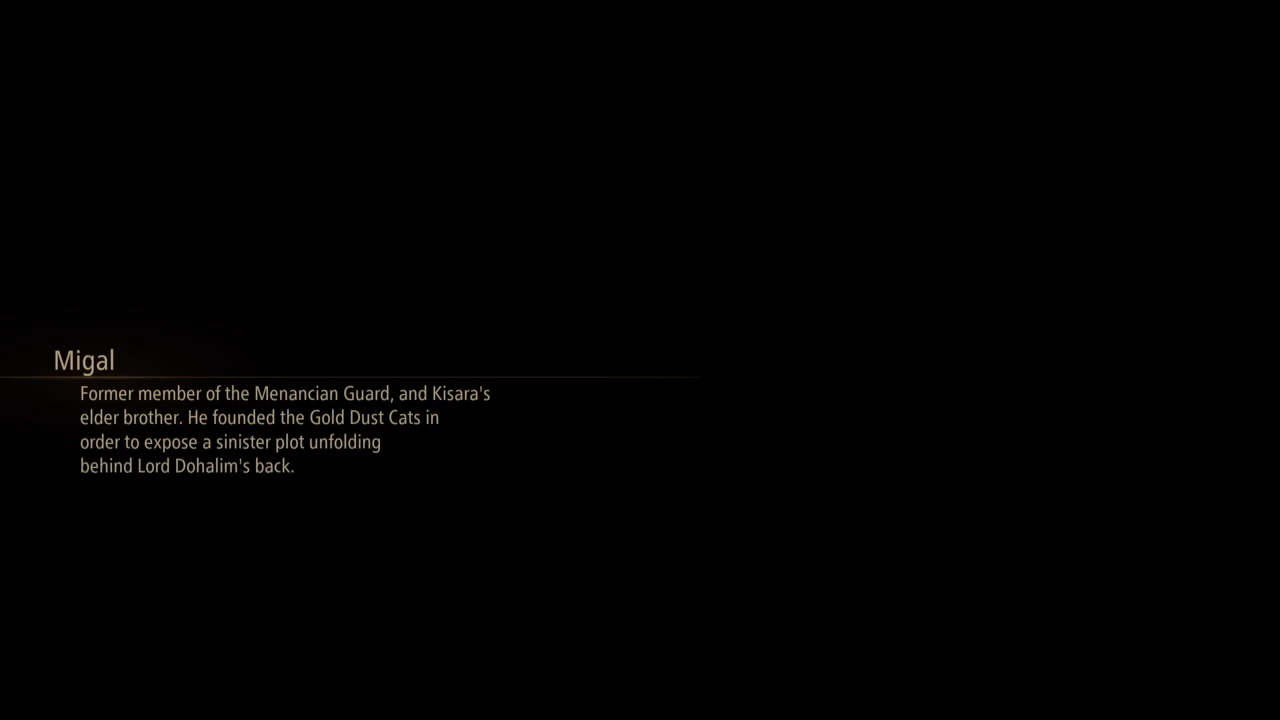 Migal
Former member of the Menancian Guard, and Kisara's
elder brother. He founded the Gold Dust Cats in
order to expose a sinister plot unfolding
behind Lord Dohalim's back.